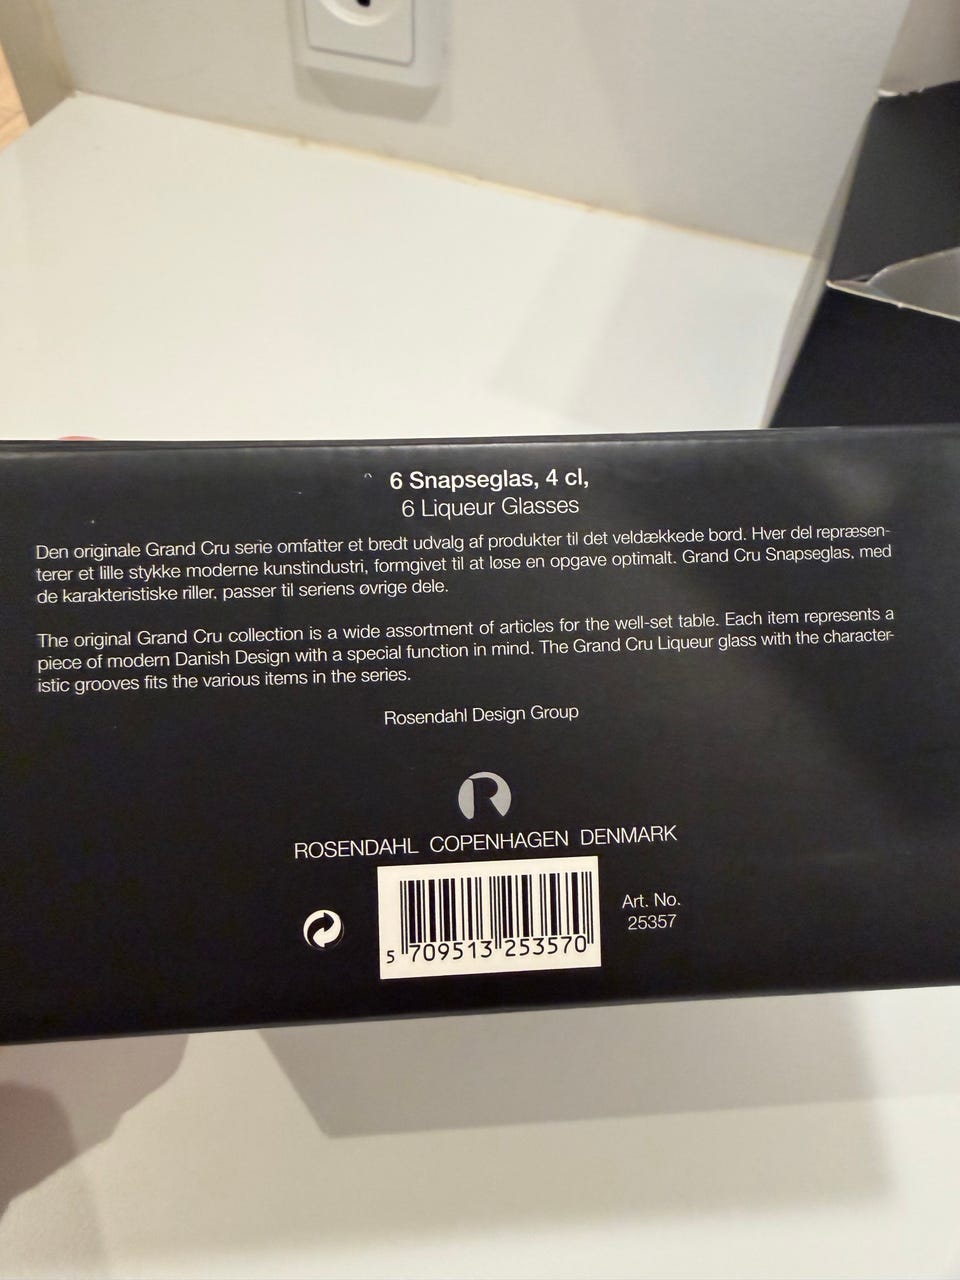 6 Snapseglas, 4 cl,
6 Liqueur Glasses
Den originale Grand Cru serie omfatter et bredt udvalg af produkter til det veldækkede bord. Hver del repræsen-
terer et lille stykke moderne kunstindustri, formgivet til at løse en opgave optimalt. Grand Cru Snapseglas, med
de karakteristiske riller, passer til seriens øvrige dele.
The original Grand Cru collection is a wide assortment of articles for the well-set table. Each item represents a
piece of modern Danish Design with a special function in mind. The Grand Cru Liqueur glass with the character-
istic grooves fits the various items in the series.
Rosendahl Design Group
R
ROSENDAHL COPENHAGEN DENMARK
Art. No.
25357
5 709513 253570